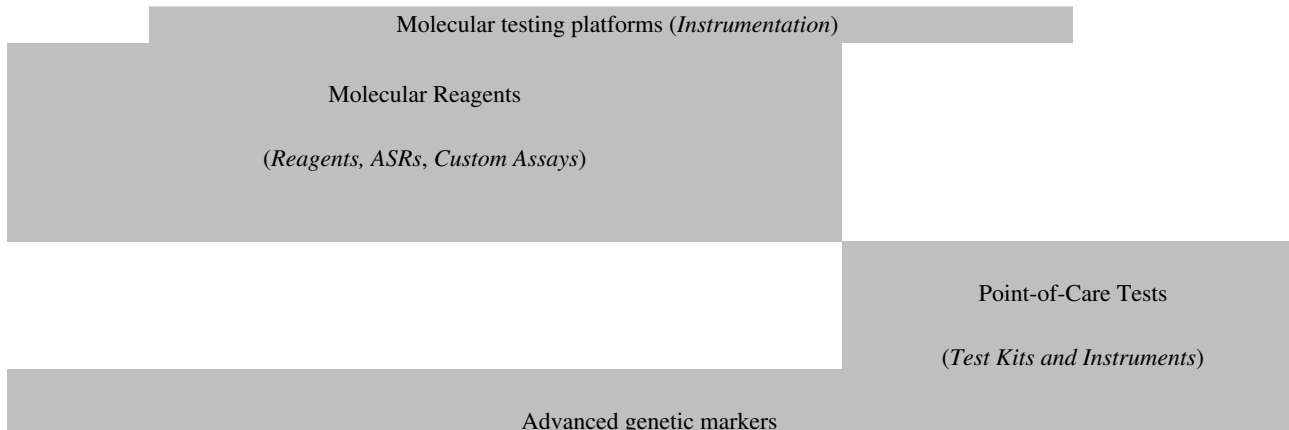 Molecular testing platforms (Instrumentation)
Molecular Reagents
(Reagents, ASRs, Custom Assays)
Point-of-Care Tests
(Test Kits and Instruments)
Advanced genetic markers